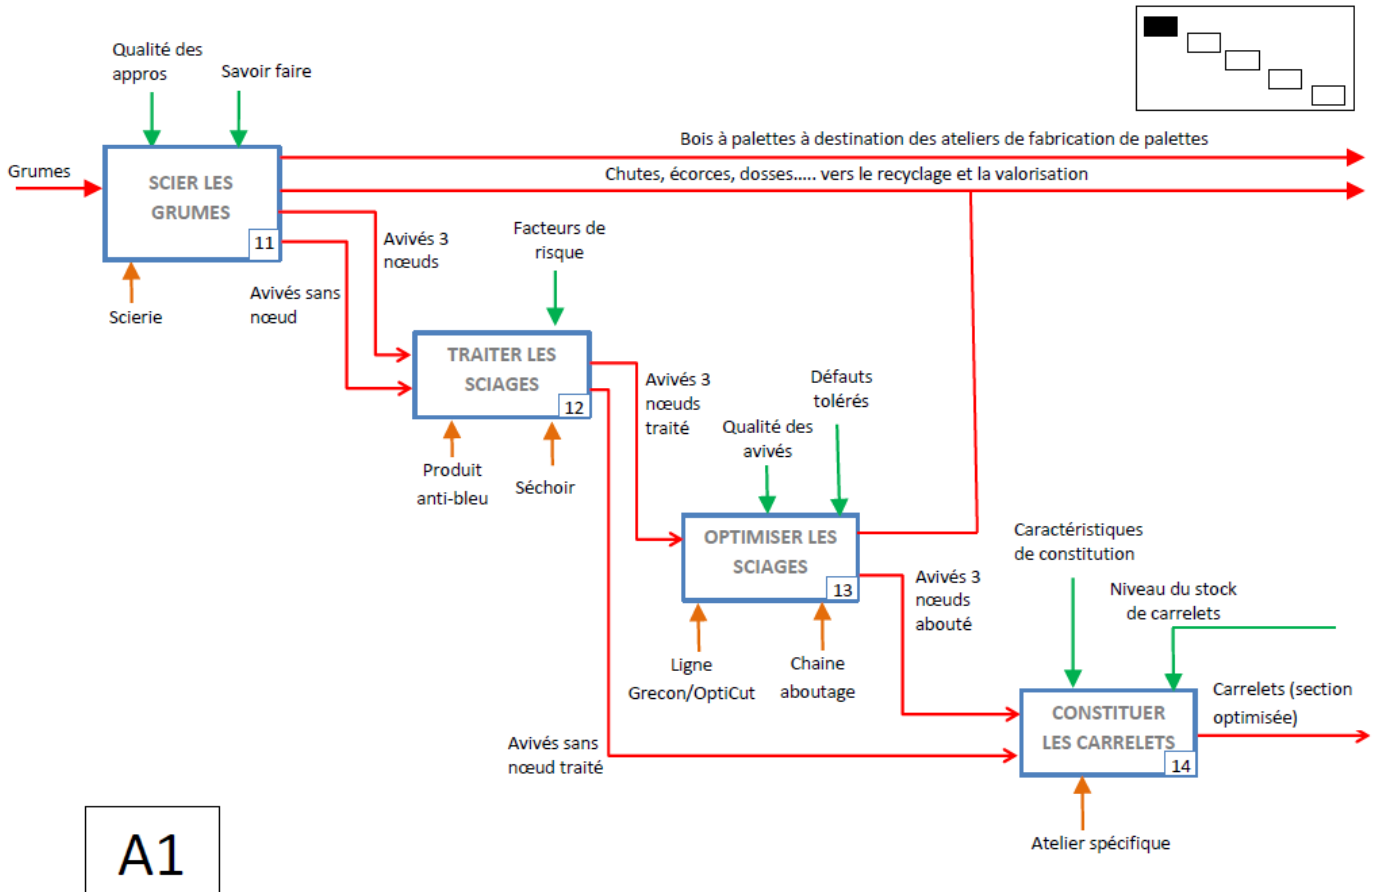 Qualité des
appros
Savoir faire
Bois à palettes à destination des ateliers de fabrication de palettes
Grumes
Chutes, écorces, dosses..... vers le recyclage et la valorisation
SCIER LES
GRUMES
11
Avivés 3
nœuds
Facteurs de
risque
Avivés sans
nœud
Scierie
TRAITER LES
SCIAGES
12
Avivés 3
nœuds
traité
Défauts
tolérés
Qualité des
avivés
Produit
anti-bleu
Séchoir
OPTIMISER LES
SCIAGES
13
Caractéristiques
de constitution
Avivés 3
nœuds
abouté
Niveau du stock
de carrelets
Ligne
Grecon/OptiCut
Chaine
aboutage
Carrelets (section
optimisée)
CONSTITUER
LES CARRELETS
14
Avivés sans
nœud traité
Atelier spécifique
A1